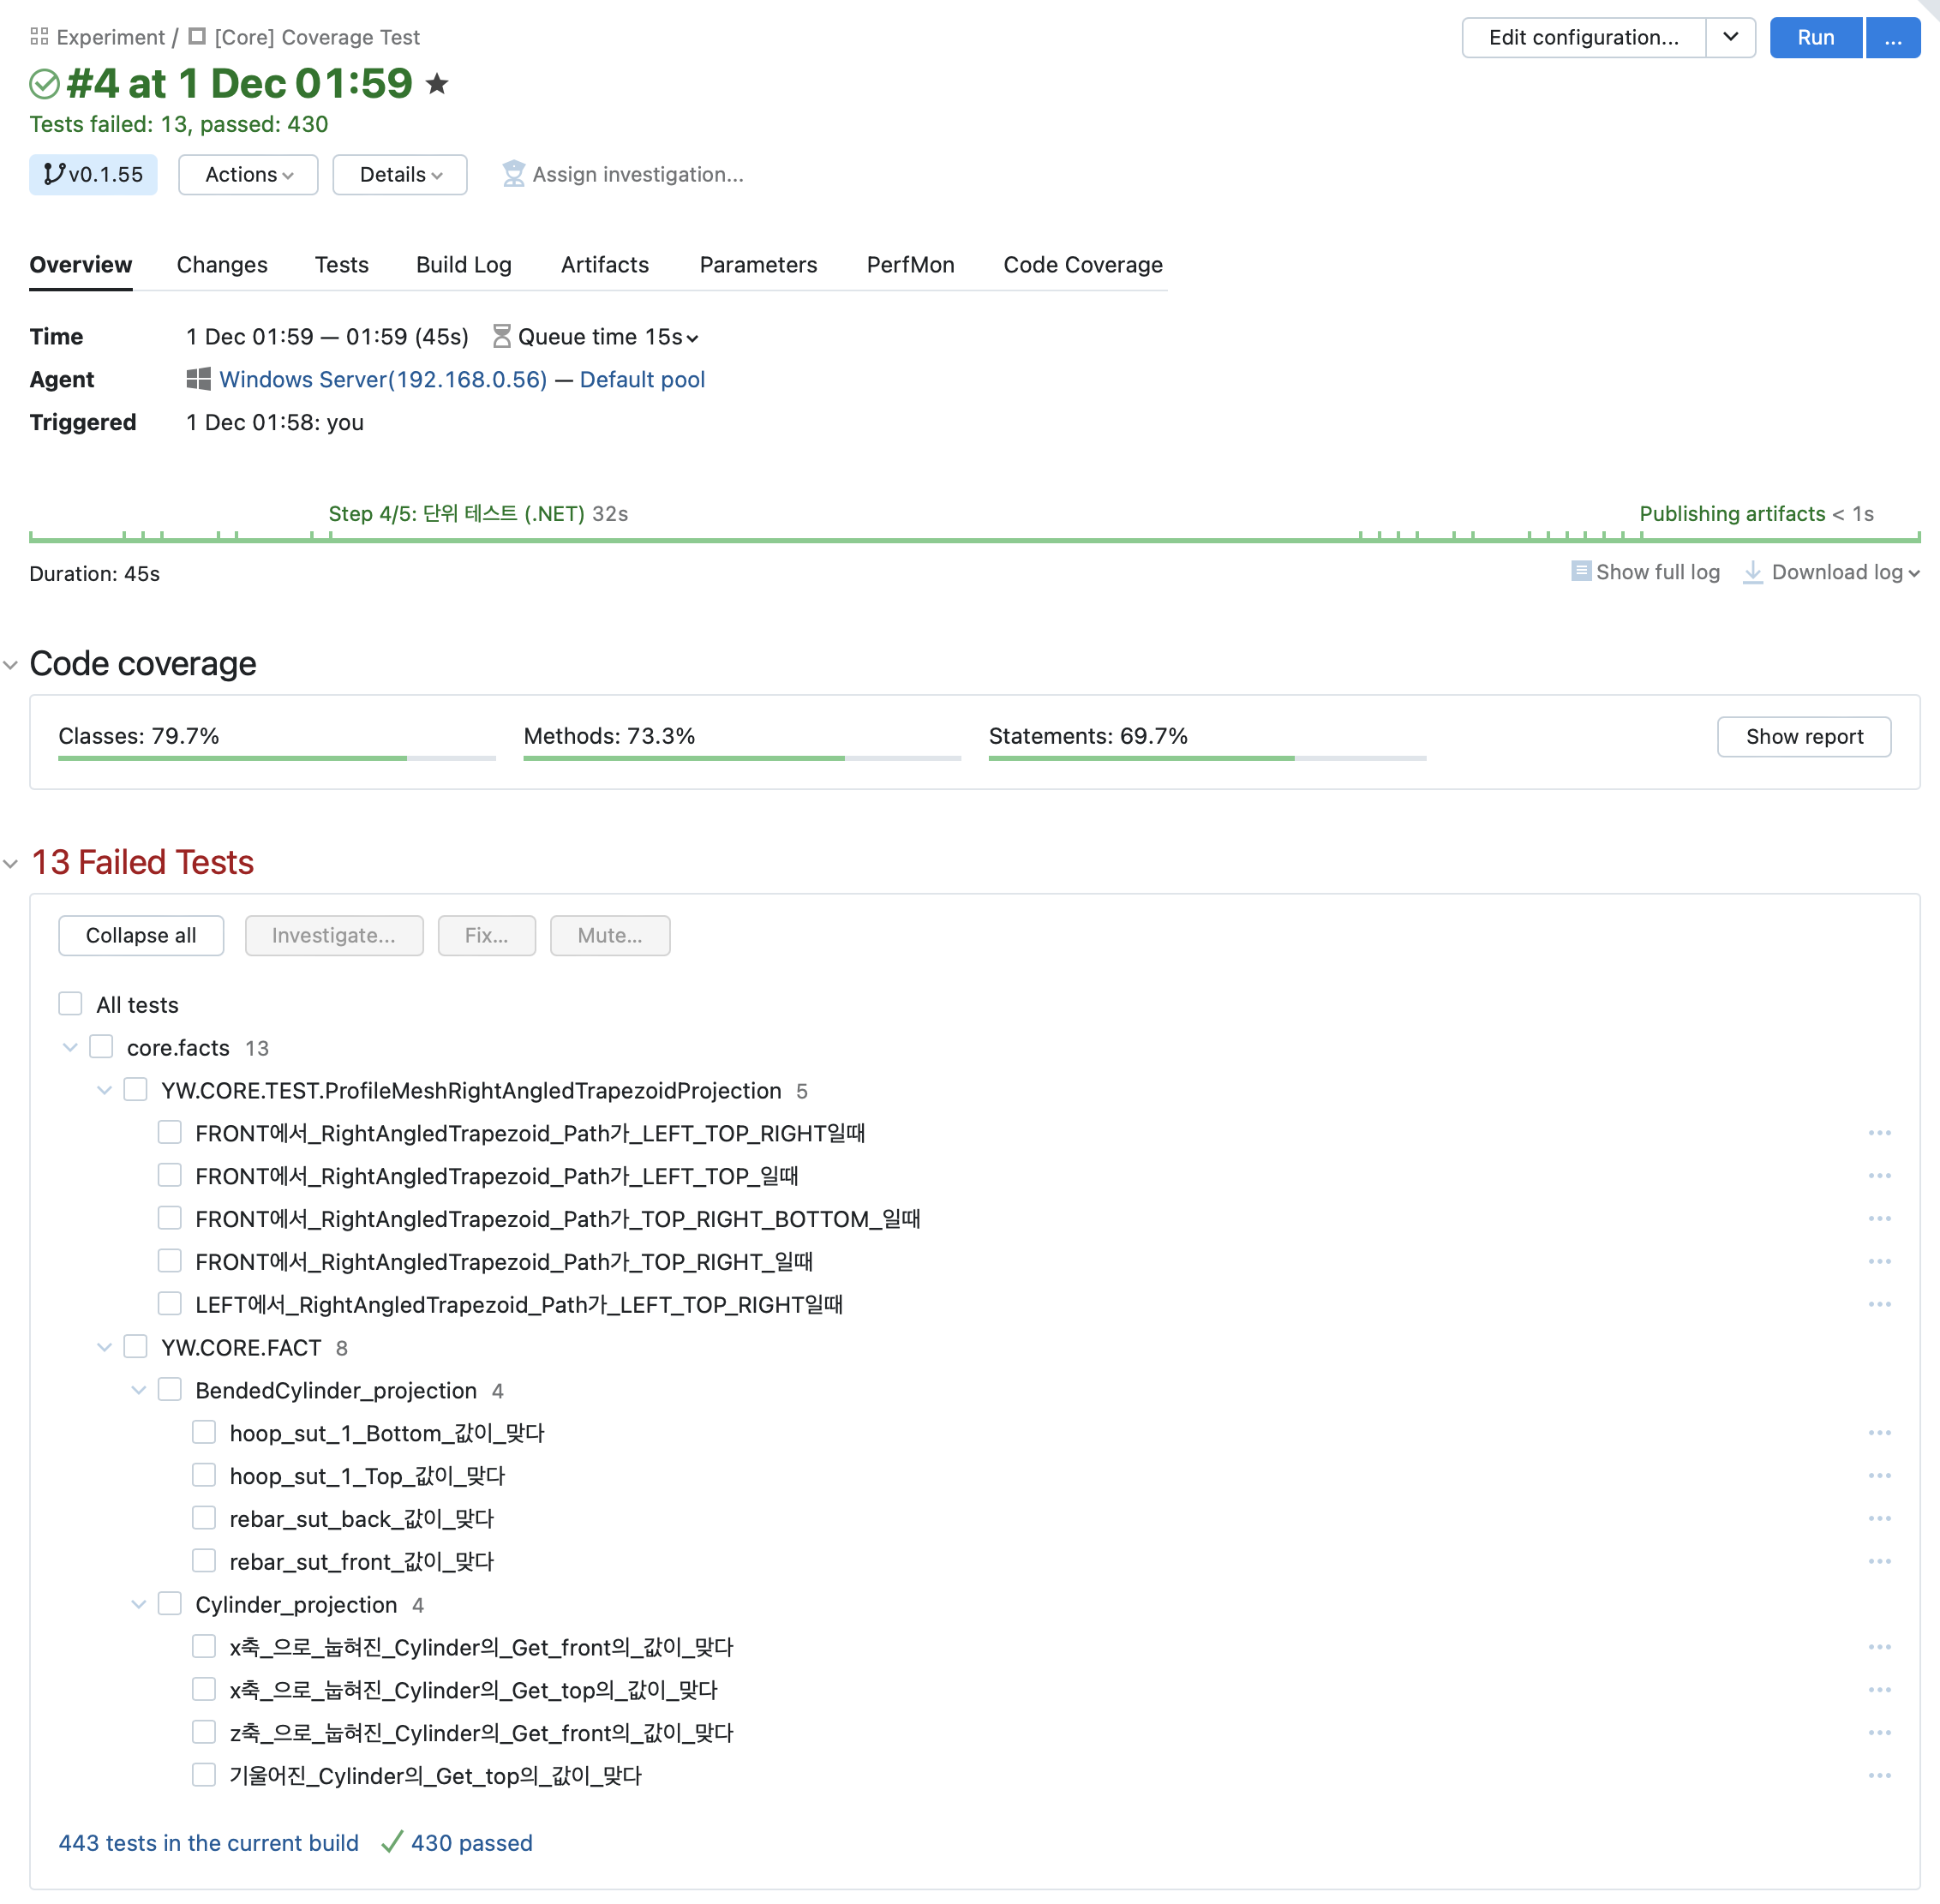 Experiment / [Core] Coverage Test
Edit configuration...
Run
...
#4 at 1 Dec 01:59 ★
Tests failed: 13, passed: 430
v0.1.55
Actions
Details
Assign investigation...
Overview
Changes
Tests
Build Log
Artifacts
Parameters
PerfMon
Code Coverage
Time 1 Dec 01:59 — 01:59 (45s) Queue time 15s
Agent Windows Server(192.168.0.56) — Default pool
Triggered 1 Dec 01:58: you
Step 4/5: 단위 테스트 (.NET) 32s
Publishing artifacts < 1s
Duration: 45s
Show full log
Download log
Code coverage
Classes: 79.7%
Methods: 73.3%
Statements: 69.7%
Show report
13 Failed Tests
Collapse all
Investigate...
Fix...
Mute...
All tests
core.facts 13
YW.CORE.TEST.ProfileMeshRightAngledTrapezoidProjection 5
FRONT에서_RightAngledTrapezoid_Path가_LEFT_TOP_RIGHT일때
FRONT에서_RightAngledTrapezoid_Path가_LEFT_TOP_일때
FRONT에서_RightAngledTrapezoid_Path가_TOP_RIGHT_BOTTOM_일때
FRONT에서_RightAngledTrapezoid_Path가_TOP_RIGHT_일때
LEFT에서_RightAngledTrapezoid_Path가_LEFT_TOP_RIGHT일때
YW.CORE.FACT 8
BendedCylinder_projection 4
hoop_sut_1_Bottom_값이_맞다
hoop_sut_1_Top_값이_맞다
rebar_sut_back_값이_맞다
rebar_sut_front_값이_맞다
Cylinder_projection 4
x축_으로_눕혀진_Cylinder의_Get_front의_값이_맞다
x축_으로_눕혀진_Cylinder의_Get_top의_값이_맞다
z축_으로_눕혀진_Cylinder의_Get_front의_값이_맞다
기울어진_Cylinder의_Get_top의_값이_맞다
443 tests in the current build 430 passed